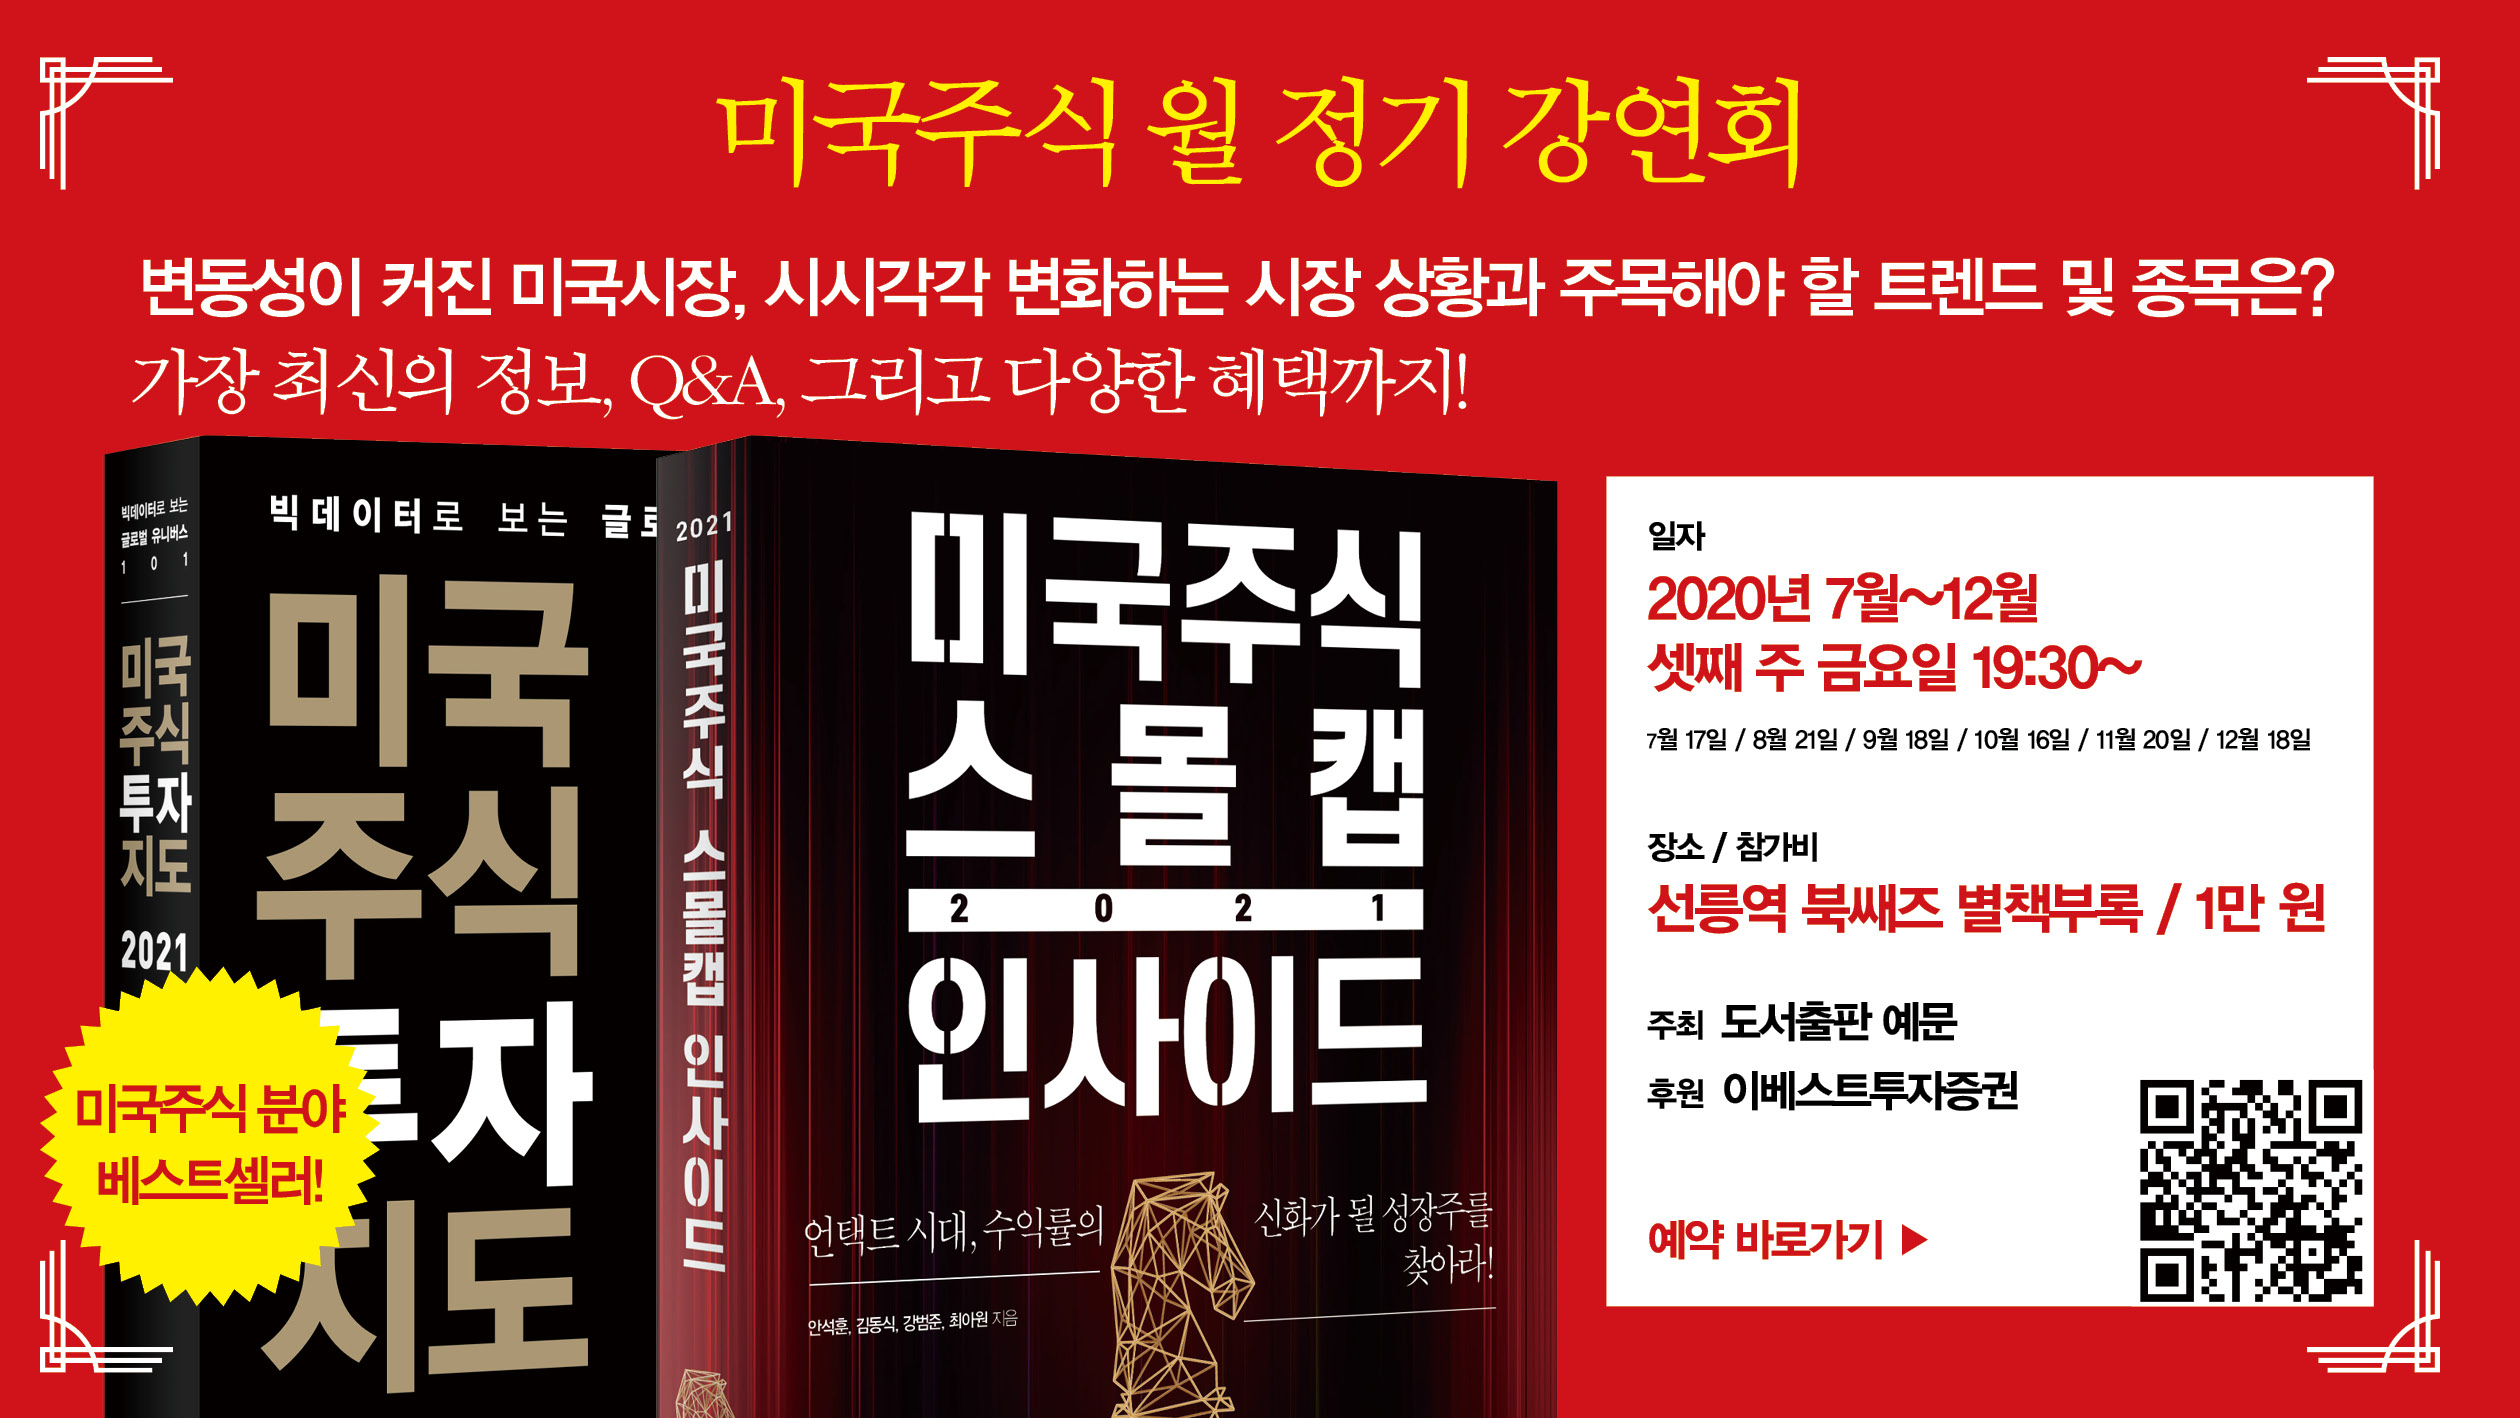 미국주식 월 정기 강연회
변동성이 커진 미국시장, 시시각각 변화하는 시장 상황과 주목해야 할 트렌드 및 종목은?
가장 최신의 정보, Q&A, 그리고 다양한 혜택까지!
빅데이터로 보는
글로벌 유니버스
1 0 1
미국
주식
투자
지도
2021
빅데이터로 보는 글로
미국
주식
투자
지도
미국주식 분야
베스트셀러!
2021
미국주식 스몰캡 인사이드
미국주식
스몰캡
2021
인사이드
언택트 시대, 수익률의
신화가 될 성장주를
찾아라!
안석훈, 김동식, 강범준, 최아원 지음
일자
2020년 7월~12월
셋째 주 금요일 19:30~
7월 17일 / 8월 21일 / 9월 18일 / 10월 16일 / 11월 20일 / 12월 18일
장소 / 참가비
선릉역 북쌔즈 별책부록 / 1만 원
주최 도서출판 예문
후원 이베스트투자증권
예약 바로가기 ▶